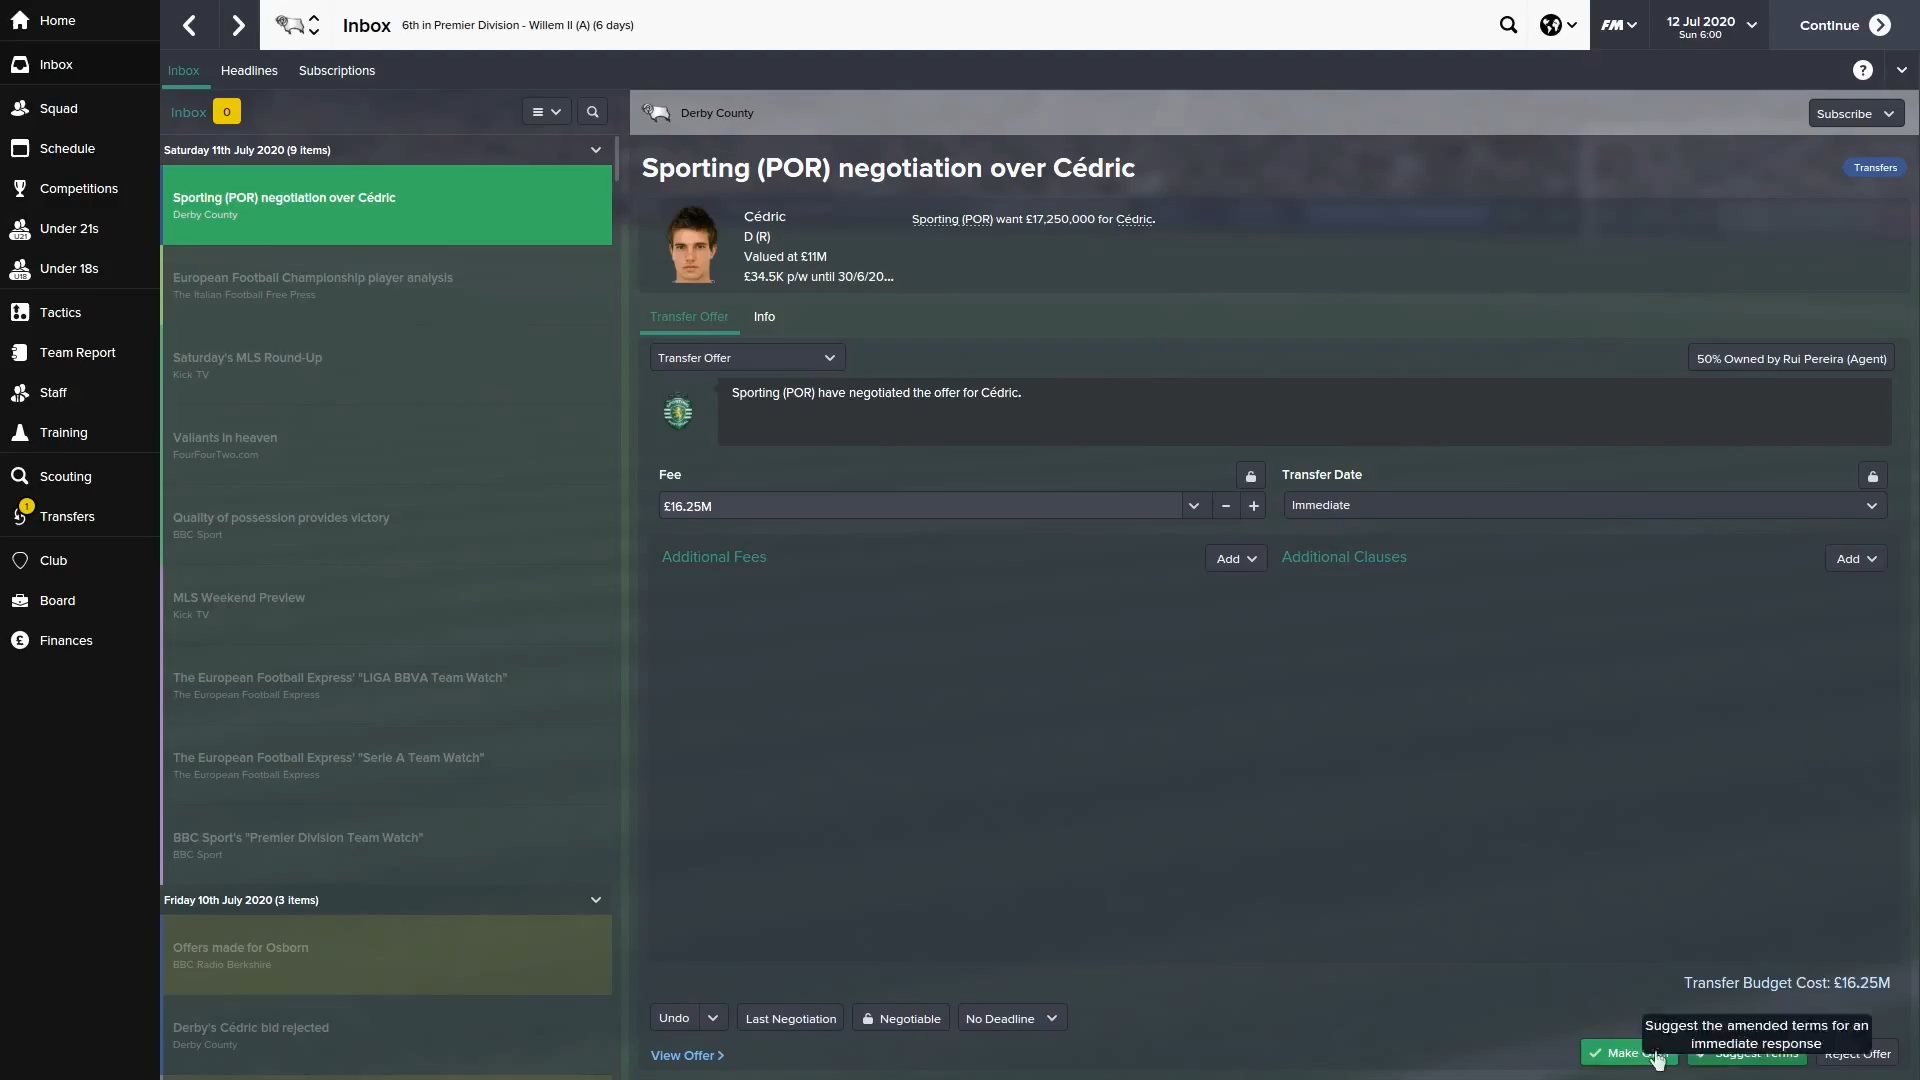 Home
Inbox
Squad
Schedule
Competitions
U21
Under 21s
U18
Under 18s
Tactics
Team Report
Staff
Training
Scouting
1
Transfers
Club
Board
£
Finances
Inbox
6th in Premier Division - Willem II (A) (6 days)
FM
12 Jul 2020
Sun 6:00
Continue
Inbox
Headlines
Subscriptions
?
Inbox
0
Saturday 11th July 2020 (9 items)
Sporting (POR) negotiation over Cédric
Derby County
European Football Championship player analysis
The Italian Football Free Press
Saturday's MLS Round-Up
Kick TV
Valiants in heaven
FourFourTwo.com
Quality of possession provides victory
BBC Sport
MLS Weekend Preview
Kick TV
The European Football Express' "LIGA BBVA Team Watch"
The European Football Express
The European Football Express' "Serie A Team Watch"
The European Football Express
BBC Sport's "Premier Division Team Watch"
BBC Sport
Friday 10th July 2020 (3 items)
Offers made for Osborn
BBC Radio Berkshire
Derby's Cédric bid rejected
Derby County
Derby County
Subscribe
Sporting (POR) negotiation over Cédric
Transfers
Cédric
D (R)
Valued at £11M
£34.5K p/w until 30/6/20...
Sporting (POR) want £17,250,000 for Cédric.
Transfer Offer
Info
Transfer Offer
50% Owned by Rui Pereira (Agent)
Sporting (POR) have negotiated the offer for Cédric.
Fee
£16.25M
Transfer Date
Immediate
Additional Fees
Add
Additional Clauses
Add
Transfer Budget Cost: £16.25M
Undo
Last Negotiation
Negotiable
No Deadline
Suggest the amended terms for an
immediate response
View Offer >
Make
Suggest Terms
Reject Offer